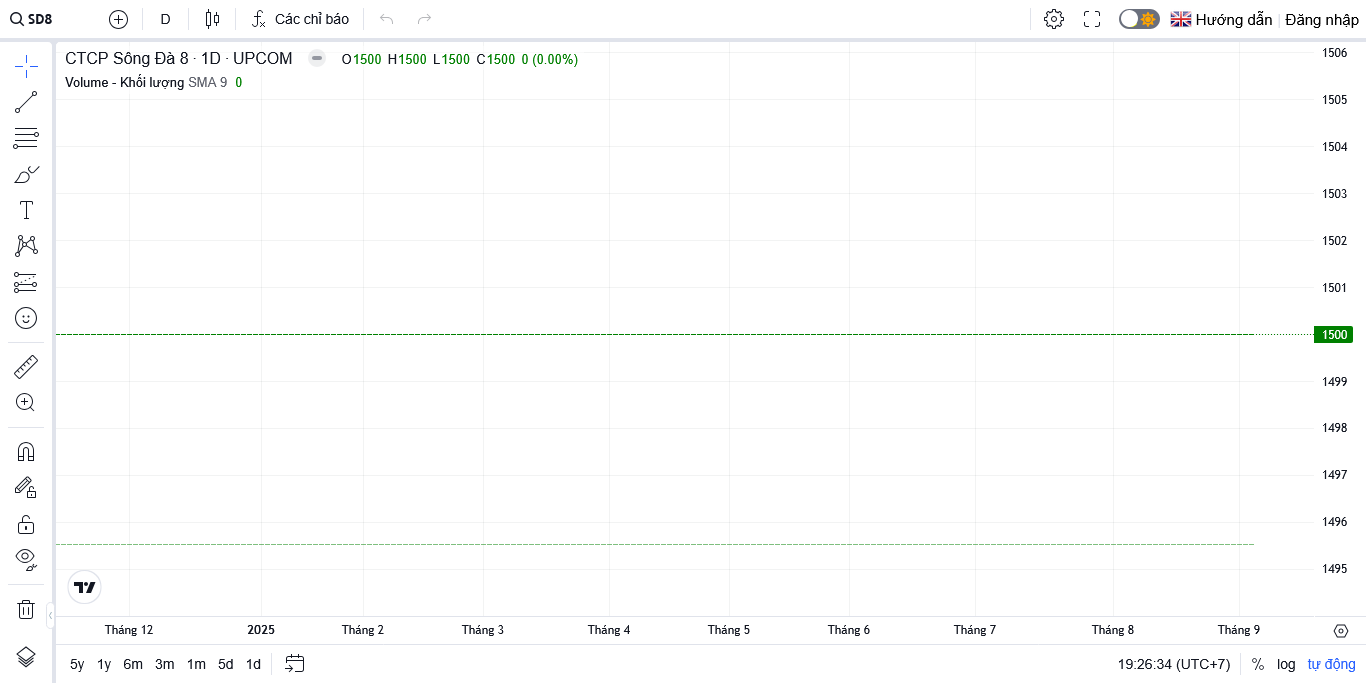 SD8 D Các chỉ báo Hướng dẫn Đăng nhập
CTCP Sông Đà 8 · 1D · UPCOM O1500 H1500 L1500 C1500 0 (0.00%)
Volume - Khối lượng SMA 9 0
1506
1505
1504
1503
1502
1501
1500
1499
1498
1497
1496
1495
Tháng 12 2025 Tháng 2 Tháng 3 Tháng 4 Tháng 5 Tháng 6 Tháng 7 Tháng 8 Tháng 9
5y 1y 6m 3m 1m 5d 1d 19:26:34 (UTC+7) % log tự động